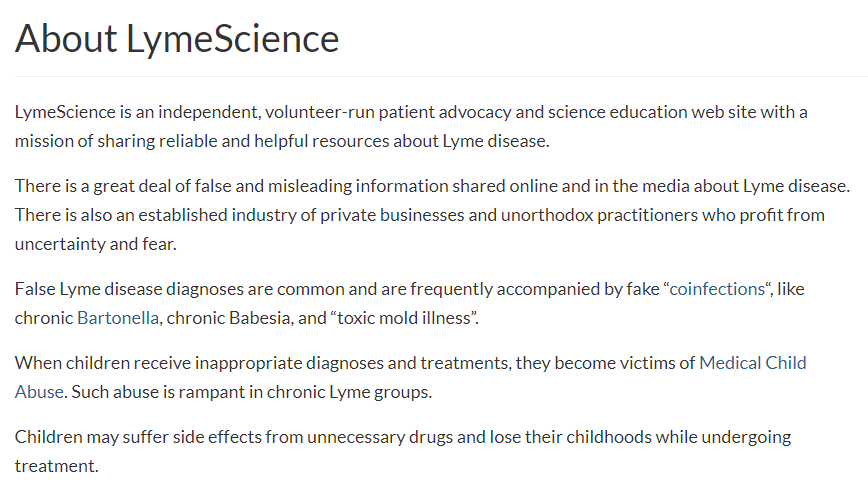 About LymeScience
LymeScience is an independent, volunteer-run patient advocacy and science education web site with a
mission of sharing reliable and helpful resources about Lyme disease.
There is a great deal of false and misleading information shared online and in the media about Lyme disease.
There is also an established industry of private businesses and unorthodox practitioners who profit from
uncertainty and fear.
False Lyme disease diagnoses are common and are frequently accompanied by fake “coinfections“, like
chronic Bartonella, chronic Babesia, and “toxic mold illness”.
When children receive inappropriate diagnoses and treatments, they become victims of Medical Child
Abuse. Such abuse is rampant in chronic Lyme groups.
Children may suffer side effects from unnecessary drugs and lose their childhoods while undergoing
treatment.